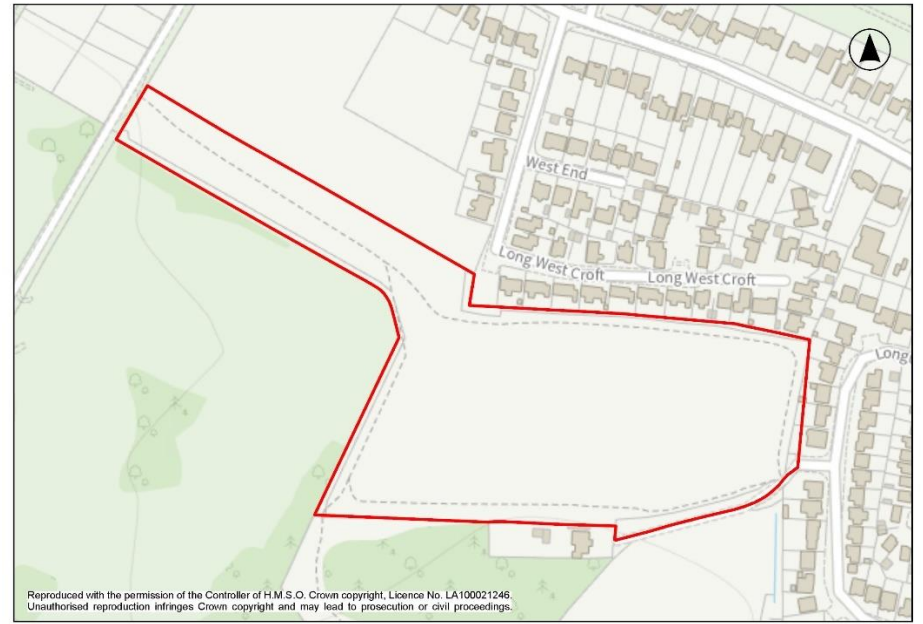 West End
Long West Croft
Long West Croft
Long
Reproduced with the permission of the Controller of H.M.S.O. Crown copyright, Licence No. LA100021246.
Unauthorised reproduction infringes Crown copyright and may lead to prosecution or civil proceedings.